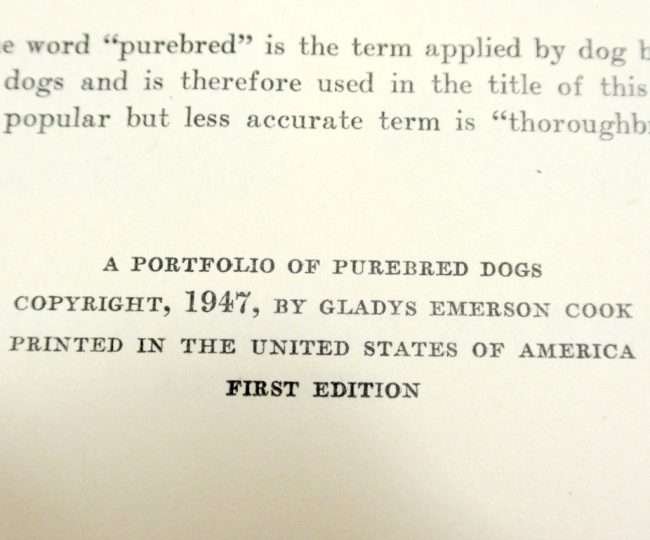 word “purebred” is the term applied by dog
dogs and is therefore used in the title of this
popular but less accurate term is
A PORTFOLIO OF PUREBRED DOGS
COPYRIGHT, 1947, BY GLADYS EMERSON COOK
PRINTED IN THE UNITED STATES OF AMERICA
FIRST EDITION